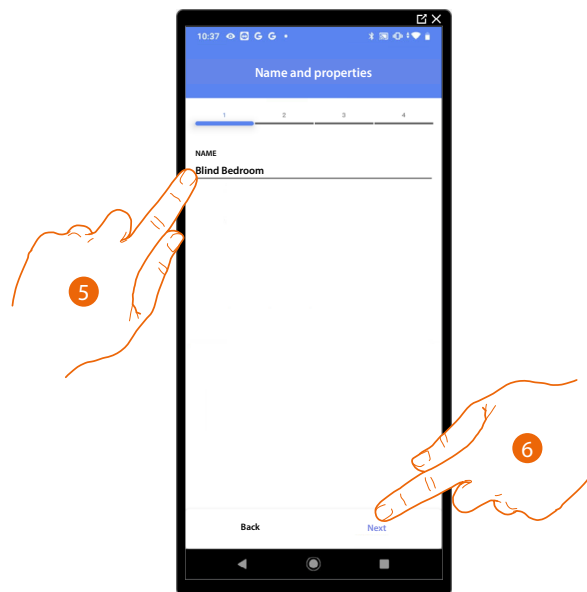 10:37 G G
Name and properties
1 2 3 4
NAME
Blind Bedroom
5
6
Back Next